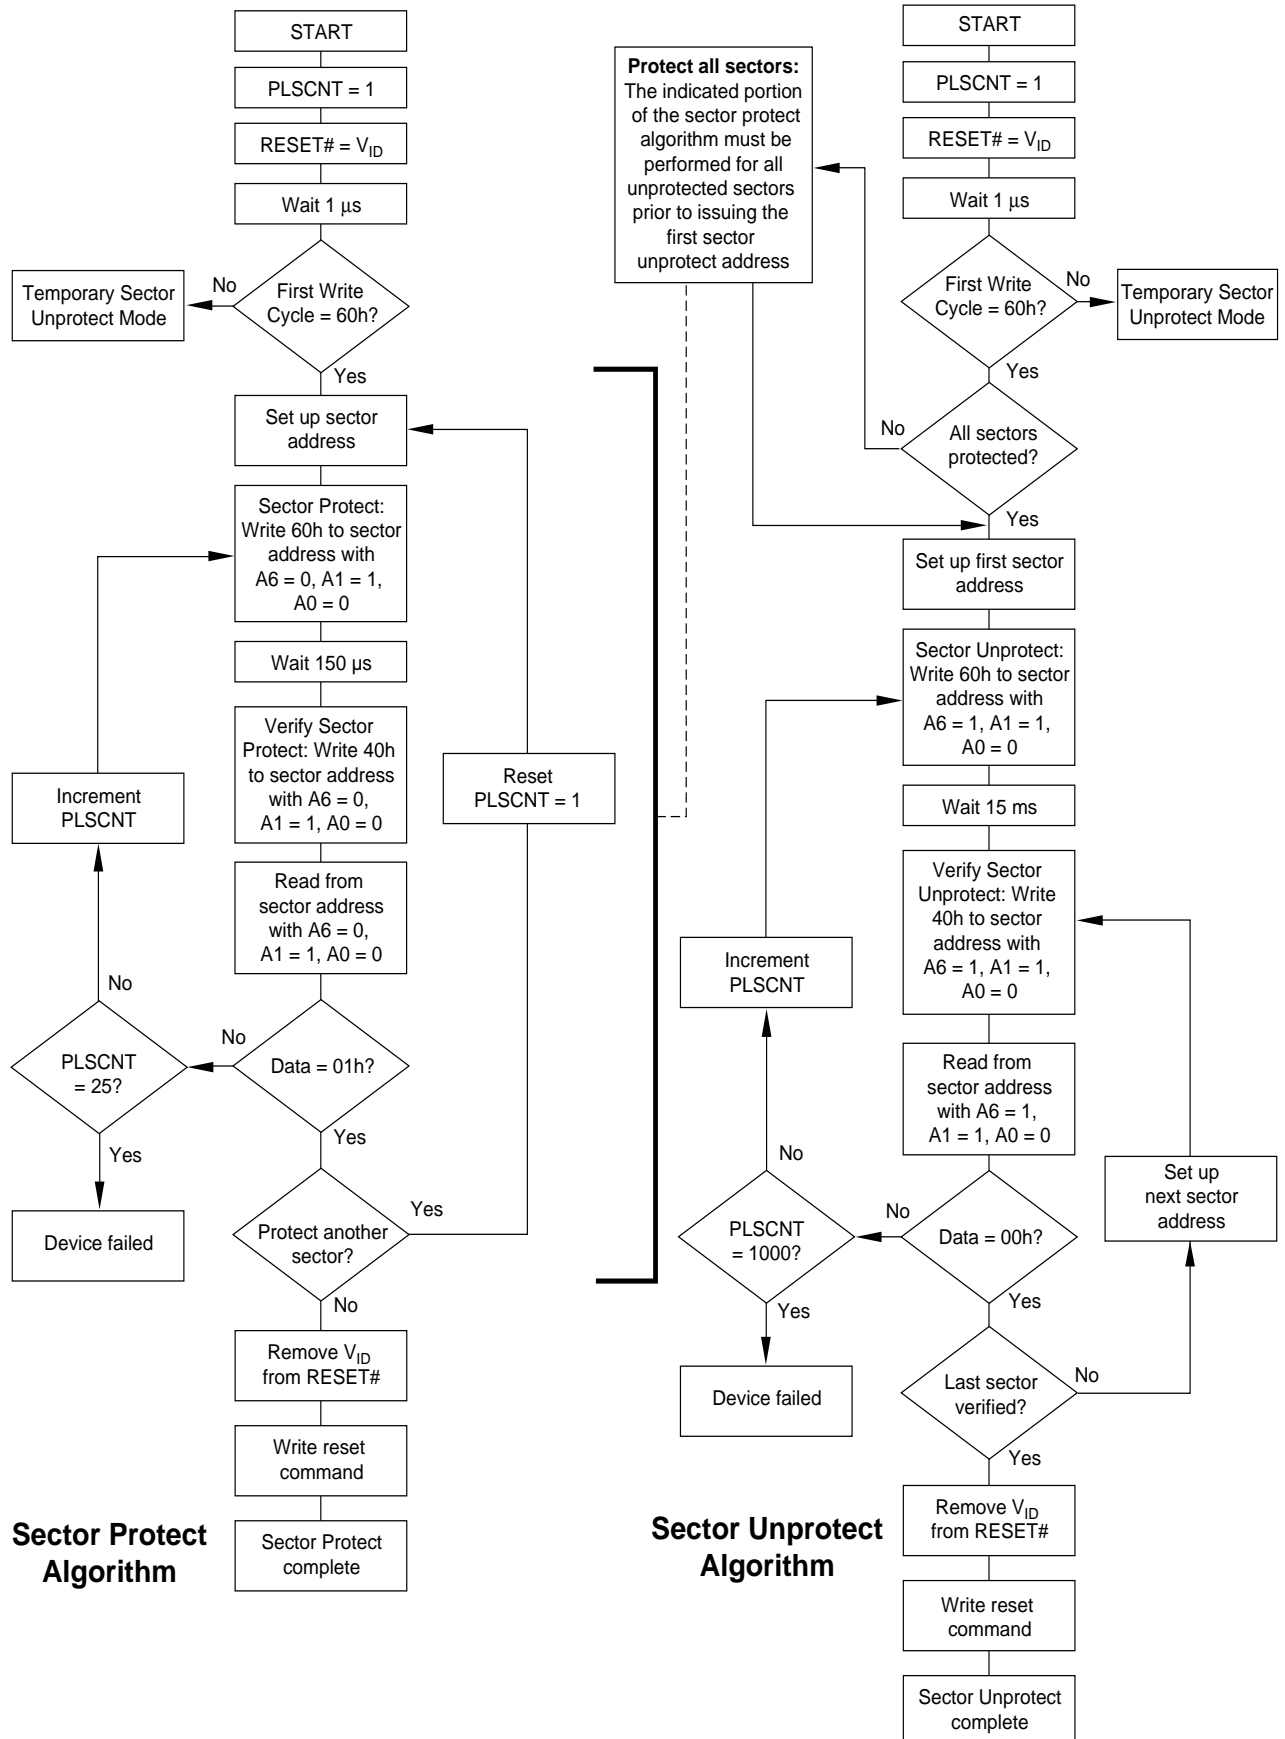 START
PLSCNT = 1
RESET# = VID
Wait 1 μs
First Write
Cycle = 60h?
No
Temporary Sector
Unprotect Mode
Yes
Set up sector
address
Sector Protect:
Write 60h to sector
address with
A6 = 0, A1 = 1,
A0 = 0
Wait 150 µs
Verify Sector
Protect: Write 40h
to sector address
with A6 = 0,
A1 = 1, A0 = 0
Increment
PLSCNT
Reset
PLSCNT = 1
Read from
sector address
with A6 = 0,
A1 = 1, A0 = 0
No
No
PLSCNT
= 25?
Data = 01h?
Yes
Yes
Device failed
Protect another
sector?
Yes
No
Remove VID
from RESET#
Write reset
command
Sector Protect
complete
Sector Protect
Algorithm
Protect all sectors:
The indicated portion
of the sector protect
algorithm must be
performed for all
unprotected sectors
prior to issuing the
first sector
unprotect address
START
PLSCNT = 1
RESET# = VID
Wait 1 μs
First Write
Cycle = 60h?
No
Temporary Sector
Unprotect Mode
Yes
No
All sectors
protected?
Yes
Set up first sector
address
Sector Unprotect:
Write 60h to sector
address with
A6 = 1, A1 = 1,
A0 = 0
Wait 15 ms
Verify Sector
Unprotect: Write
40h to sector
address with
A6 = 1, A1 = 1,
A0 = 0
Increment
PLSCNT
Read from
sector address
with A6 = 1,
A1 = 1, A0 = 0
No
Set up
next sector
address
No
PLSCNT
= 1000?
Data = 00h?
Yes
Yes
Device failed
Last sector
verified?
No
Yes
Remove VID
from RESET#
Write reset
command
Sector Unprotect
complete
Sector Unprotect
Algorithm